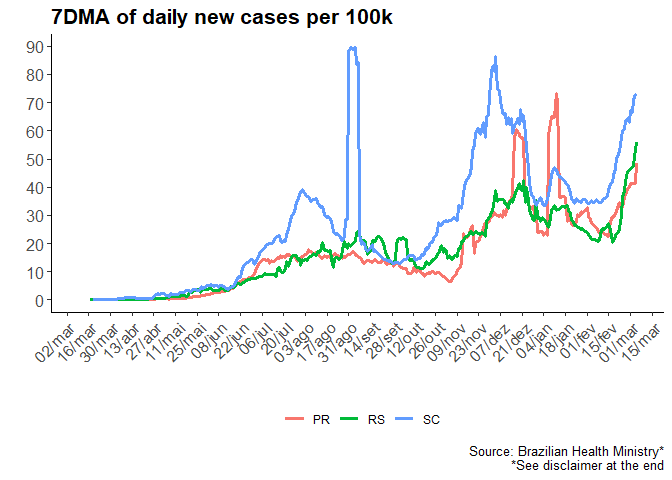 7DMA of daily new cases per 100k
90
80
70
60
50
40
30
20
10
0
02/mar
16/mar
30/mar
13/abr
27/abr
11/mai
25/mai
08/jun
22/jun
06/jul
20/jul
03/ago
17/ago
31/ago
14/set
28/set
12/out
26/out
09/nov
23/nov
07/dez
21/dez
04/jan
18/jan
01/fev
15/fev
01/mar
15/mar
PR RS SC
Source: Brazilian Health Ministry*
*See disclaimer at the end